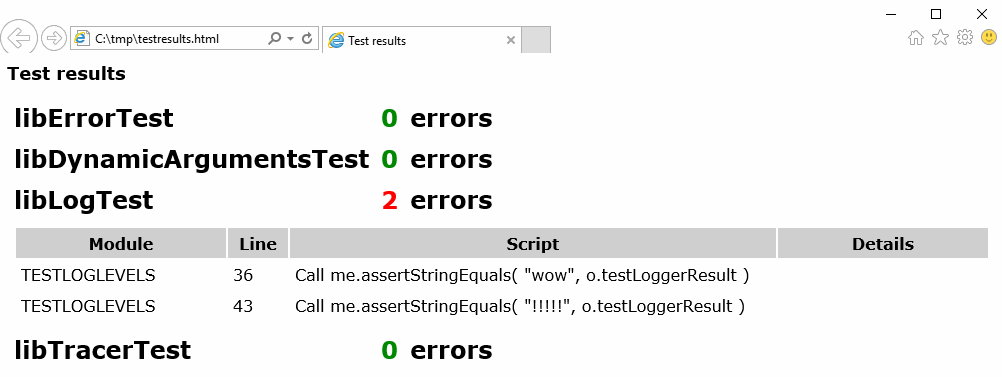 C:\tmp\testresults.html
Test results
Test results
libErrorTest 0 errors
libDynamicArgumentsTest 0 errors
libLogTest 2 errors
Module Line Script Details
TESTLOGLEVELS 36 Call me.assertStringEquals( "wow", o.testLoggerResult )
TESTLOGLEVELS 43 Call me.assertStringEquals( "!!!!!", o.testLoggerResult )
libTracerTest 0 errors